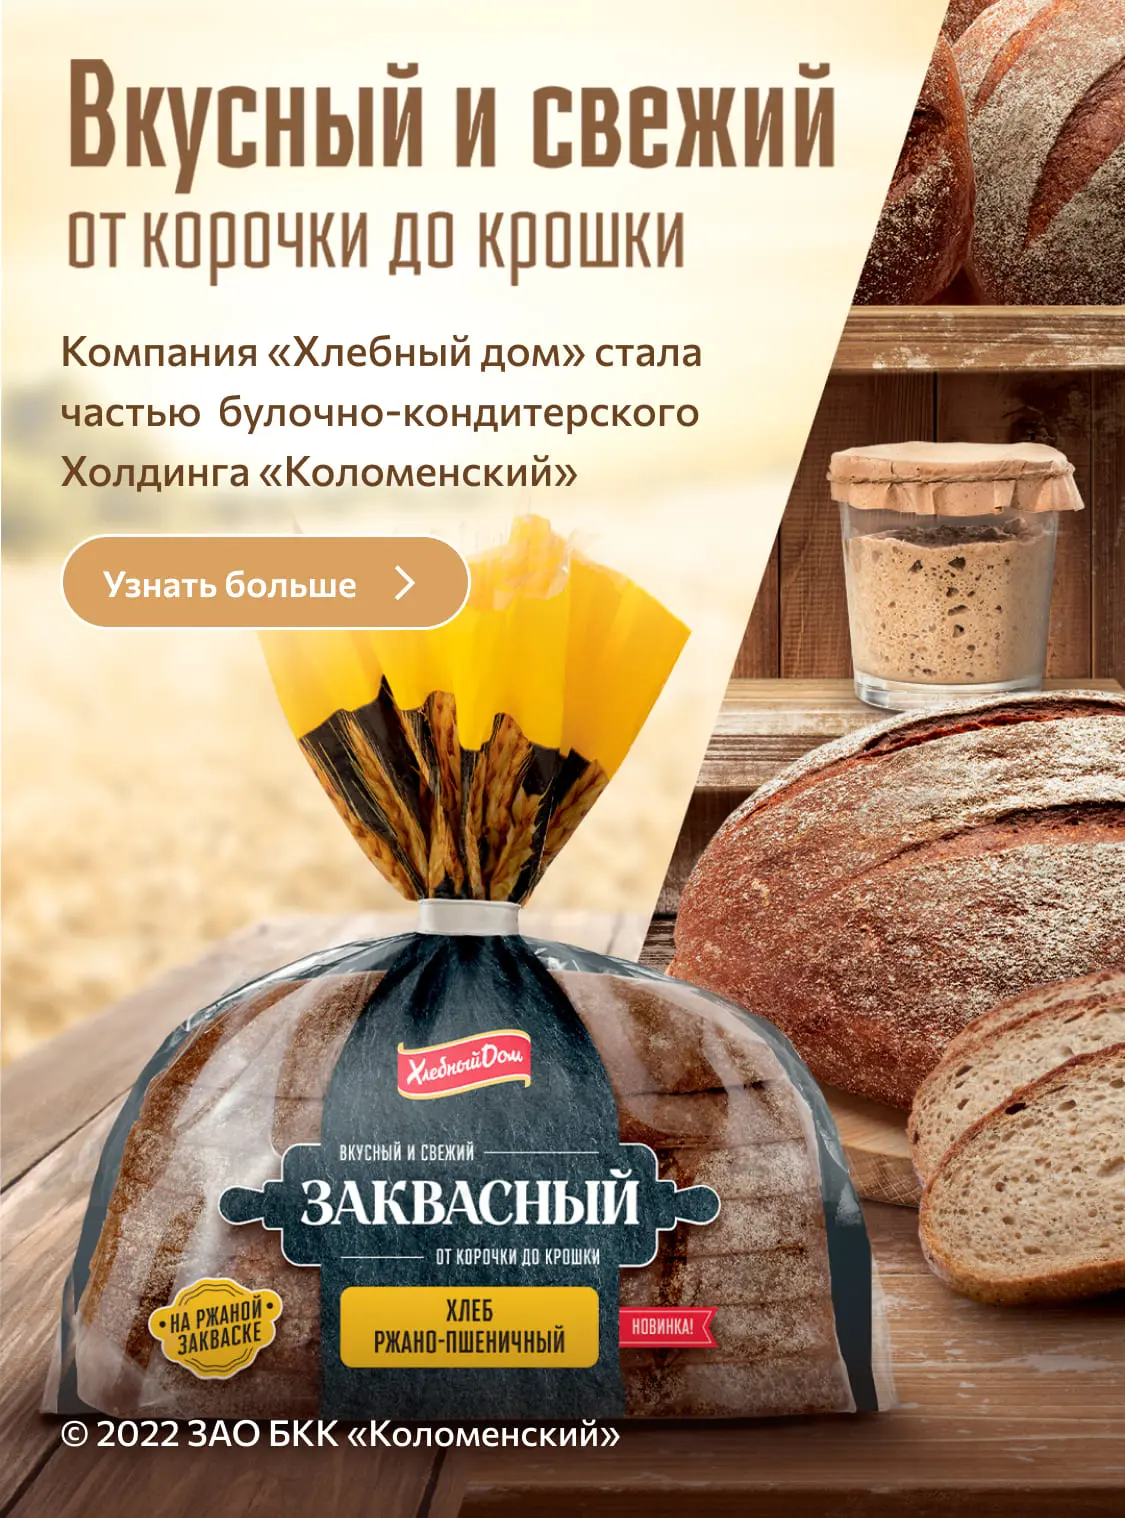 Вкусный и свежий
от корочки до крошки
Компания «Хлебный дом» стала
частью булочно-кондитерского
Холдинга «Коломенский»
Узнать больше
ХлебныйДом
ВКУСНЫЙ И СВЕЖИЙ
ЗАКВАСНЫЙ
ОТ КОРОЧКИ ДО КРОШКИ
НА РЖАНОЙ
ЗАКВАСКЕ
ХЛЕБ
РЖАНО-ПШЕНИЧНЫЙ
НОВИНКА!
© 2022 ЗАО БКК «Коломенский»